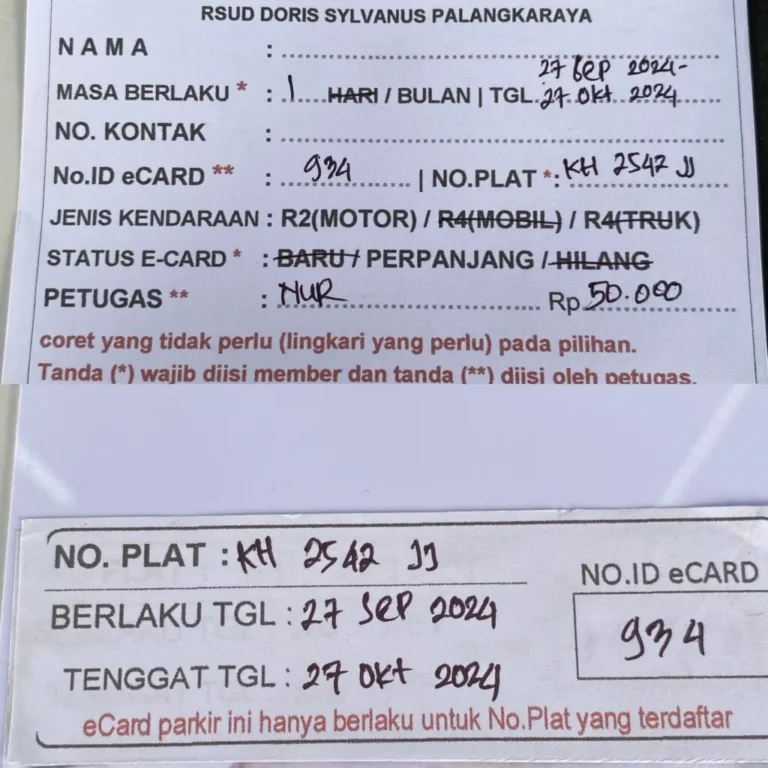 RSUD DORIS SYLVANUS PALANGKARAYA
NAMA :
27 Sep 2024-
MASA BERLAKU * : 1 HARI / BULAN | TGL. 27 Okt 2024
NO. KONTAK :
No.ID eCARD ** : 934 | NO.PLAT *: KH 2542 JJ
JENIS KENDARAAN : R2(MOTOR) / R4(MOBIL) / R4(TRUK)
STATUS E-CARD * : BARU / PERPANJANG / HILANG
PETUGAS ** : NUR Rp 50.000
coret yang tidak perlu (lingkari yang perlu) pada pilihan.
Tanda (*) wajib diisi member dan tanda (**) diisi oleh petugas.
NO. PLAT : KH 2542 JJ
NO.ID eCARD
BERLAKU TGL : 27 Sep 2024
934
TENGGAT TGL : 27 Okt 2024
eCard parkir ini hanya berlaku untuk No.Plat yang terdaftar